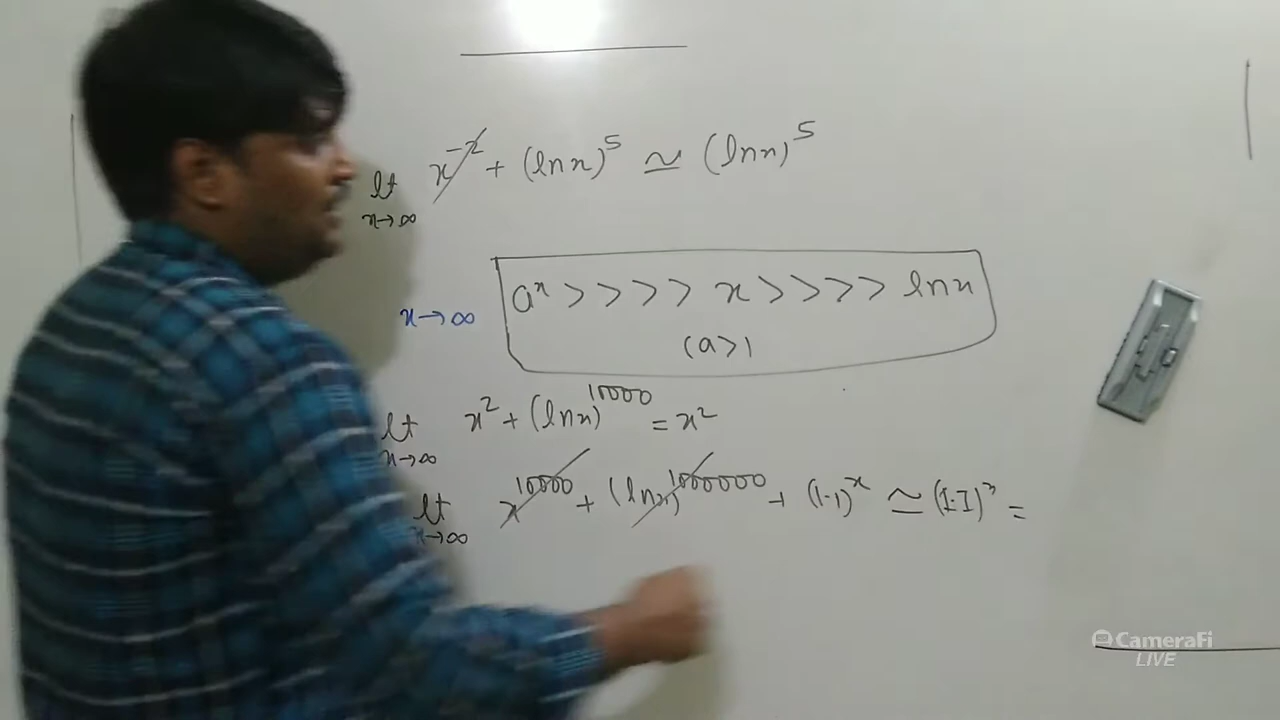 lt x→∞ x^-x + (ln x)^5 ≃ (ln x)^5
x→∞ a^x >>>> x >>>> ln x
(a>1
lt x→∞ x^2 + (ln x)^10000 = x^2
lt x→∞ x^10000 + (ln x)^1000000 + (1.1)^x ≃ (1.1)^x =
CameraFi
LIVE